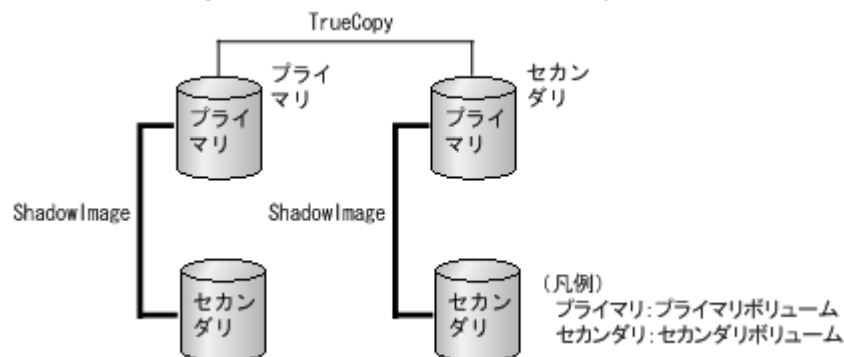 TrueCopy
プライ
マリ
セカン
ダリ
プライ
マリ
プライ
マリ
ShadowImage
ShadowImage
セカン
ダリ
セカン
ダリ
(凡例)
プライマリ:プライマリボリューム
セカンダリ:セカンダリボリューム